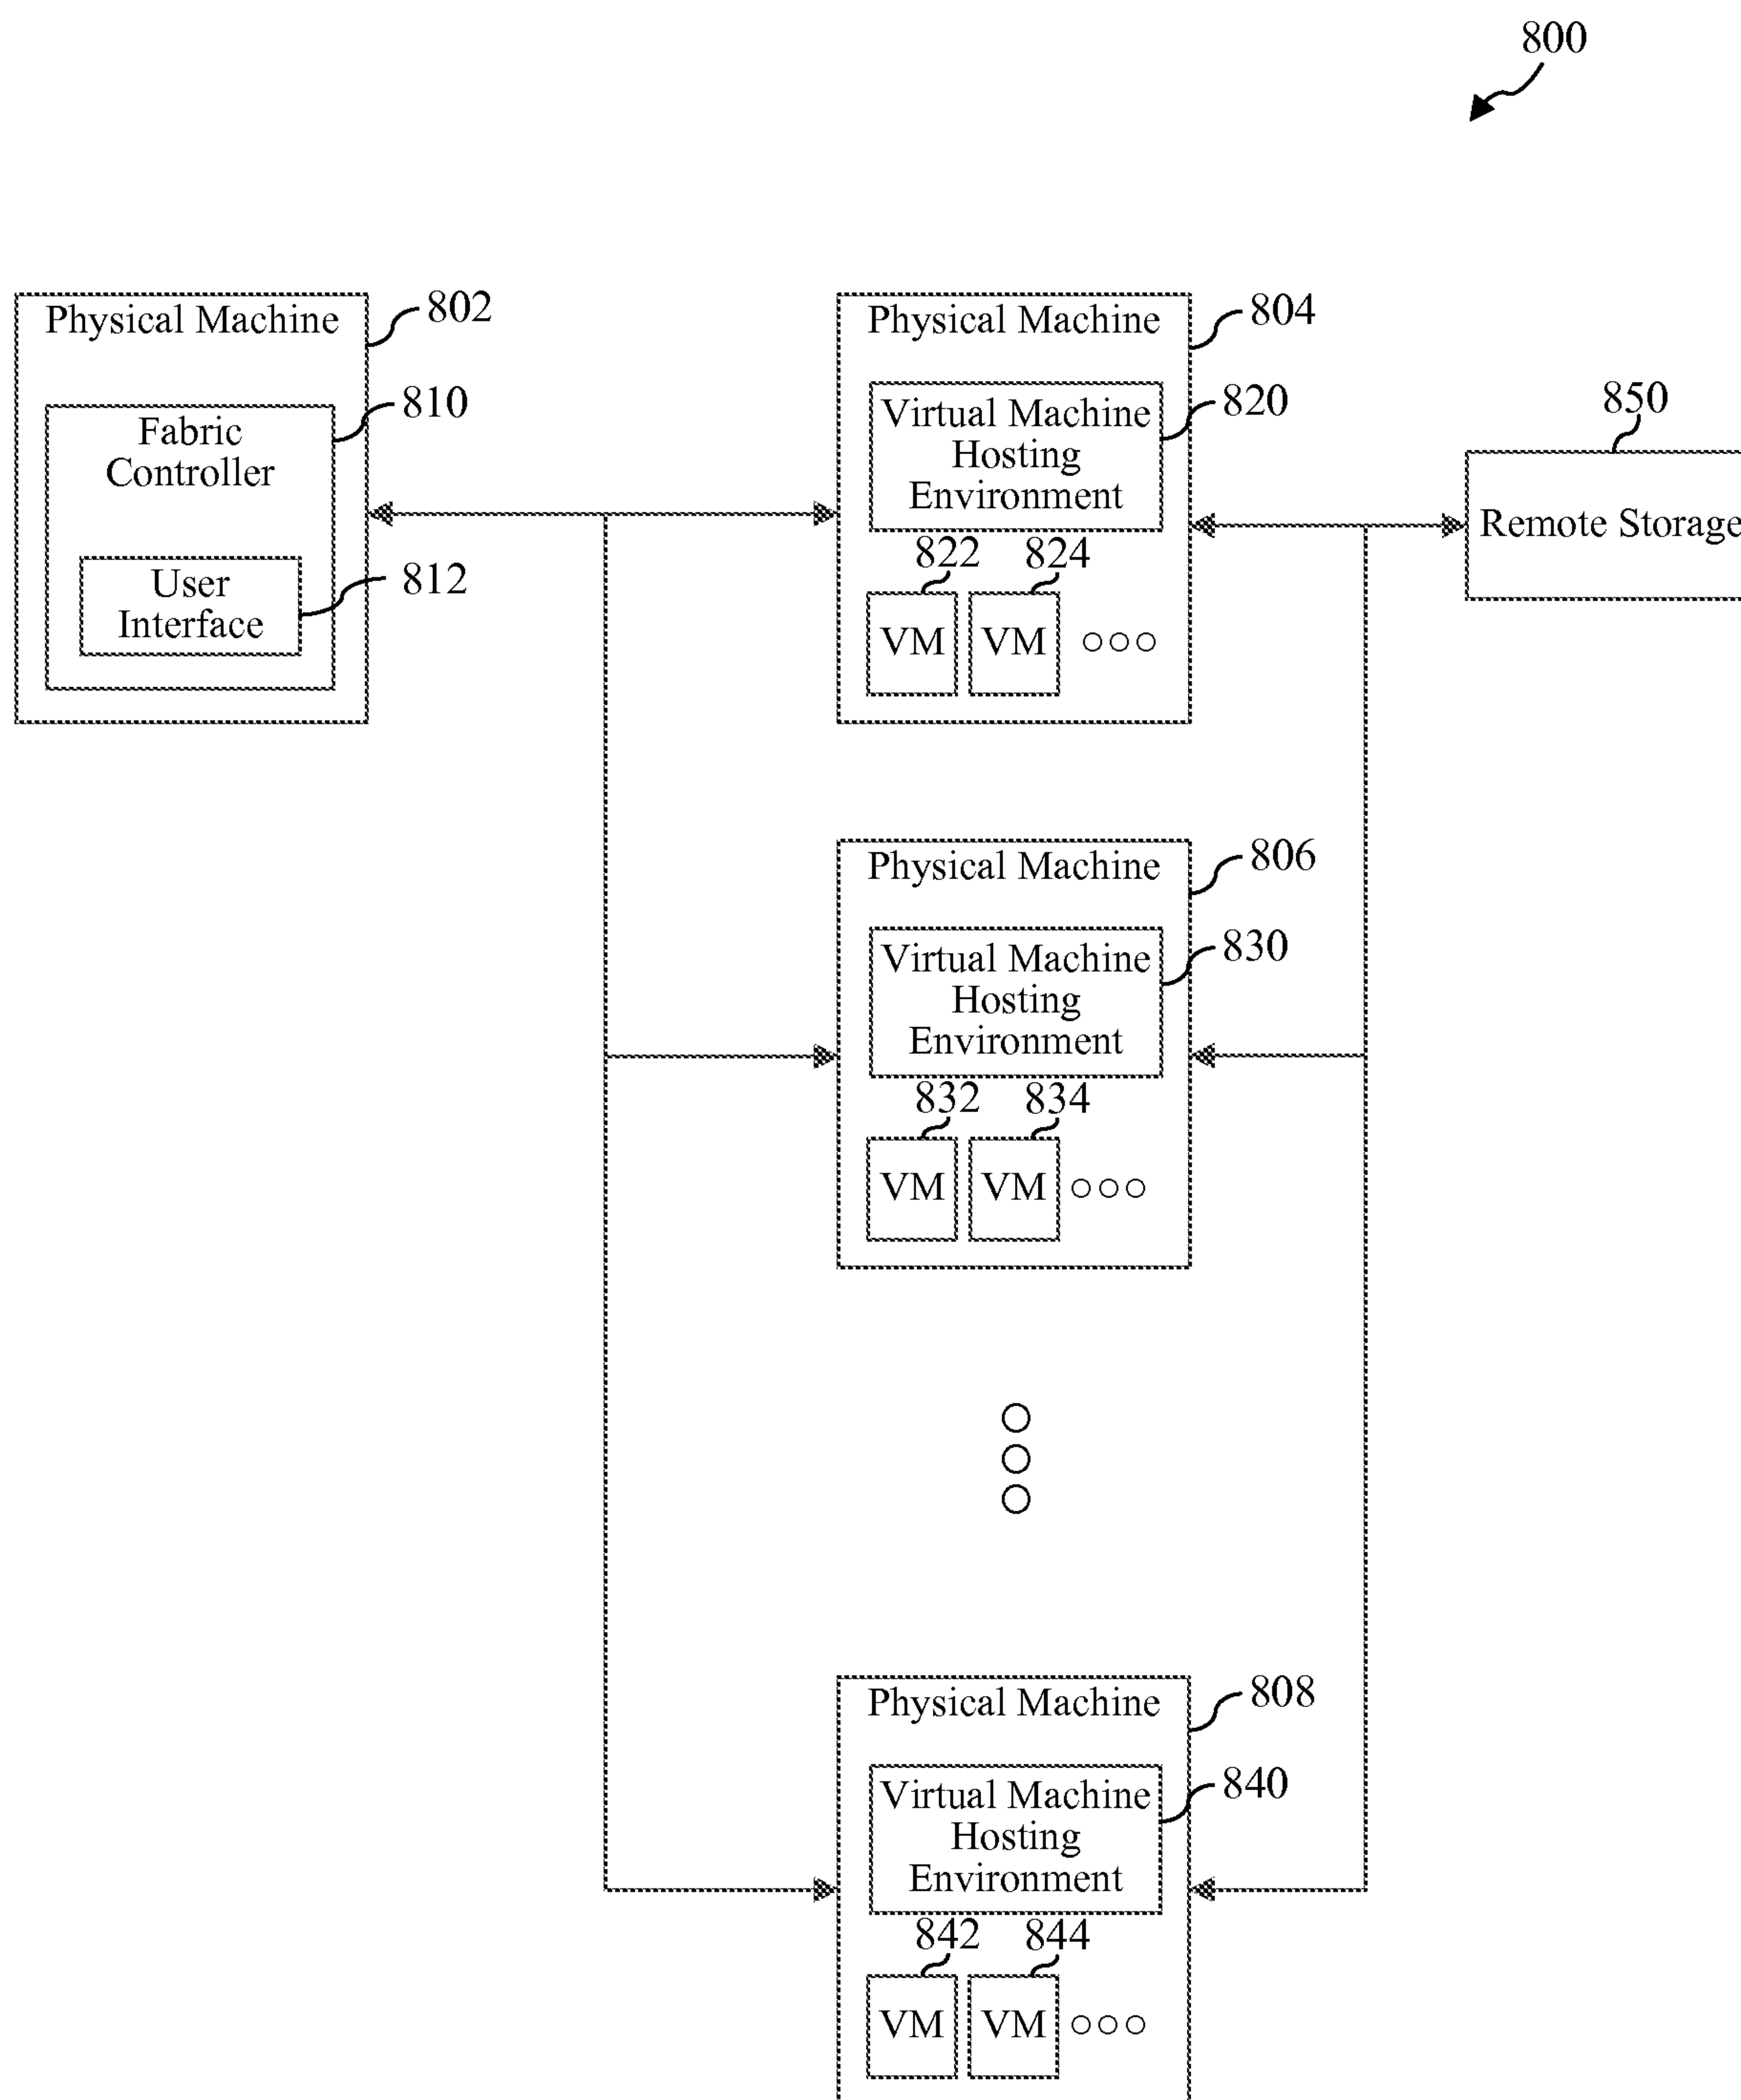 800
Physical Machine
802
Fabric
Controller
810
User
Interface
812
Physical Machine
804
Virtual Machine
Hosting
Environment
820
822
824
VM
VM
850
Remote Storage
Physical Machine
806
Virtual Machine
Hosting
Environment
830
832
834
VM
VM
Physical Machine
808
Virtual Machine
Hosting
Environment
840
842
844
VM
VM